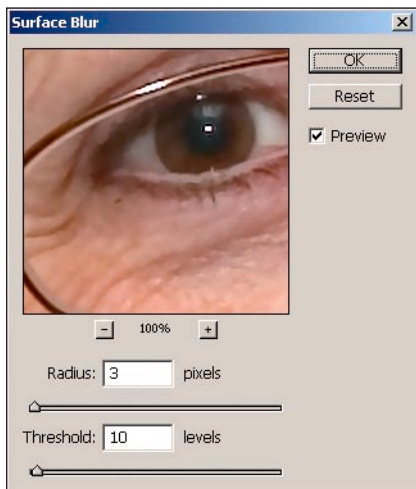 Surface Blur
OK
Reset
Preview
100%
Radius: 3 pixels
Threshold: 10 levels